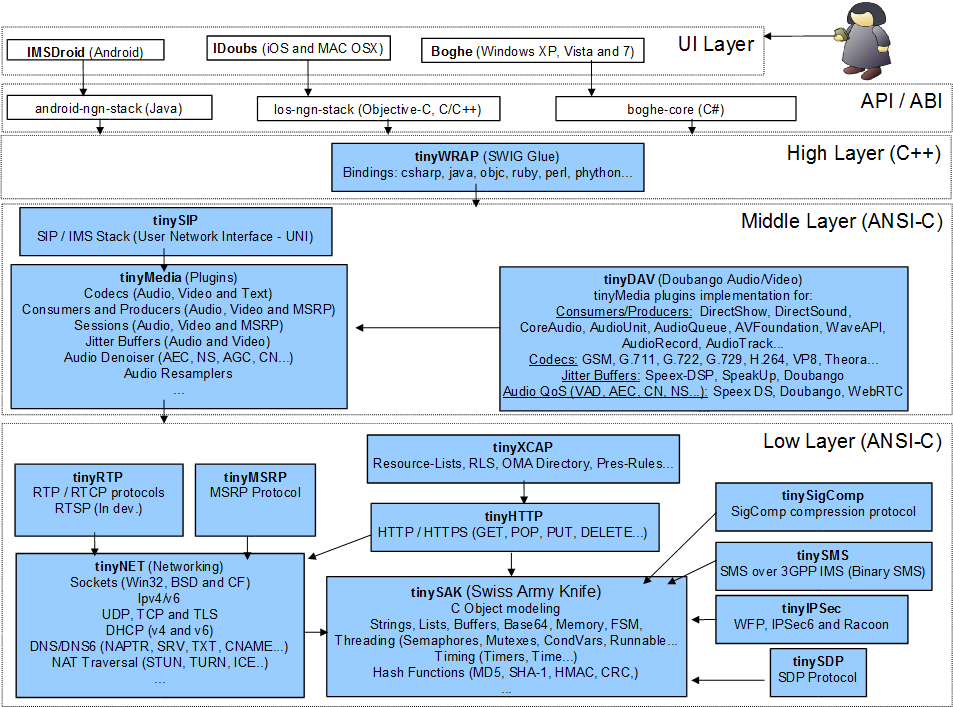 UI Layer
IMSDroid (Android)
IDoubs (iOS and MAC OSX)
Boghe (Windows XP, Vista and 7)
API / ABI
android-ngn-stack (Java)
Ios-ngn-stack (Objective-C, C/C++)
boghe-core (C#)
High Layer (C++)
tinyWRAP (SWIG Glue)
Bindings: csharp, java, objc, ruby, perl, phython...
Middle Layer (ANSI-C)
tinySIP
SIP / IMS Stack (User Network Interface - UNI)
tinyMedia (Plugins)
Codecs (Audio, Video and Text)
Consumers and Producers (Audio, Video and MSRP)
Sessions (Audio, Video and MSRP)
Jitter Buffers (Audio and Video)
Audio Denoiser (AEC, NS, AGC, CN...)
Audio Resamplers
...
tinyDAV (Doubango Audio/Video)
tinyMedia plugins implementation for:
Consumers/Producers: DirectShow, DirectSound,
CoreAudio, AudioUnit, AudioQueue, AVFoundation, WaveAPI,
AudioRecord, AudioTrack...
Codecs: GSM, G.711, G.722, G.729, H.264, VP8, Theora...
Jitter Buffers: Speex-DSP, SpeakUp, Doubango
Audio QoS (VAD, AEC, CN, NS...): Speex DS, Doubango, WebRTC
...
Low Layer (ANSI-C)
tinyXCAP
Resource-Lists, RLS, OMA Directory, Pres-Rules...
tinyRTP
RTP / RTCP protocols
RTSP (In dev.)
tinyMSRP
MSRP Protocol
tinyHTTP
HTTP / HTTPS (GET, POP, PUT, DELETE...)
tinySigComp
SigComp compression protocol
tinySMS
SMS over 3GPP IMS (Binary SMS)
tinyIPSec
WFP, IPSec6 and Racoon
tinySDP
SDP Protocol
tinyNET (Networking)
Sockets (Win32, BSD and CF)
Ipv4/v6
UDP, TCP and TLS
DHCP (v4 and v6)
DNS/DNS6 (NAPTR, SRV, TXT, CNAME...)
NAT Traversal (STUN, TURN, ICE..)
...
tinySAK (Swiss Army Knife)
C Object modeling
Strings, Lists, Buffers, Base64, Memory, FSM,
Threading (Semaphores, Mutexes, CondVars, Runnable...
Timing (Timers, Time...)
Hash Functions (MD5, SHA-1, HMAC, CRC,)
...